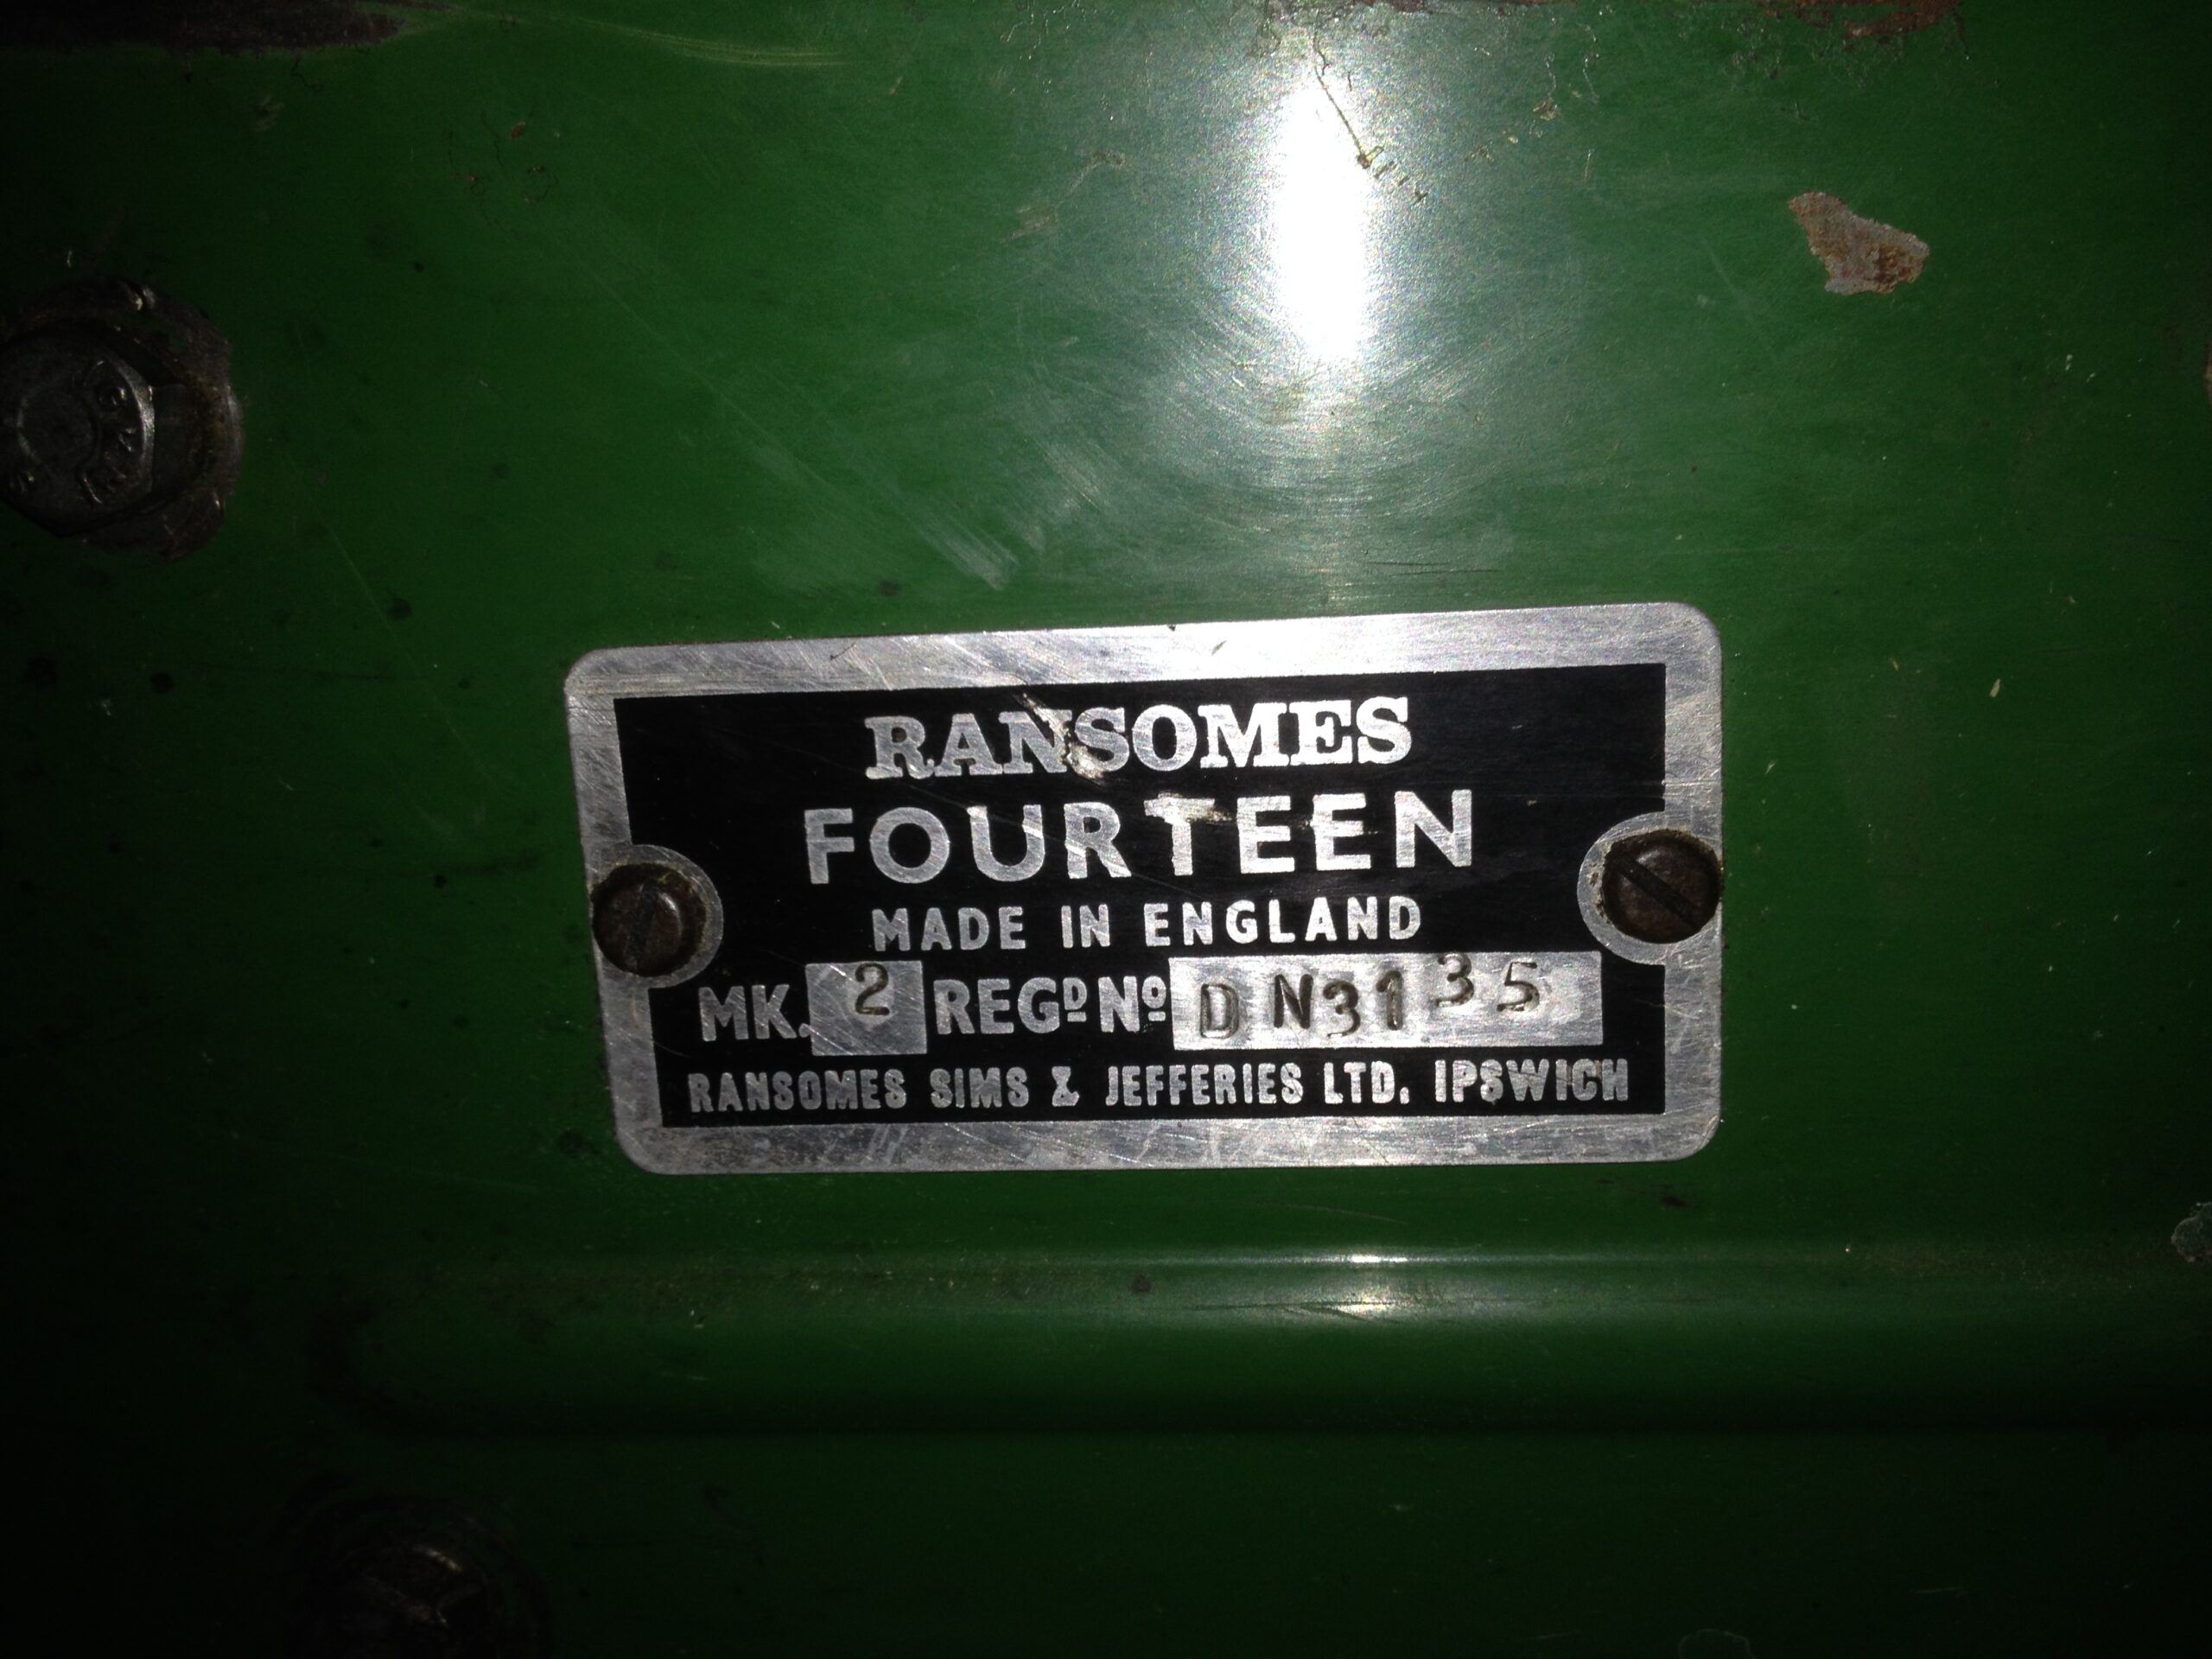 RANSOMES
FOURTEEN
MADE IN ENGLAND
MK. 2 REGD NO DN3135
RANSOMES SIMS & JEFFERIES LTD. IPSWICH